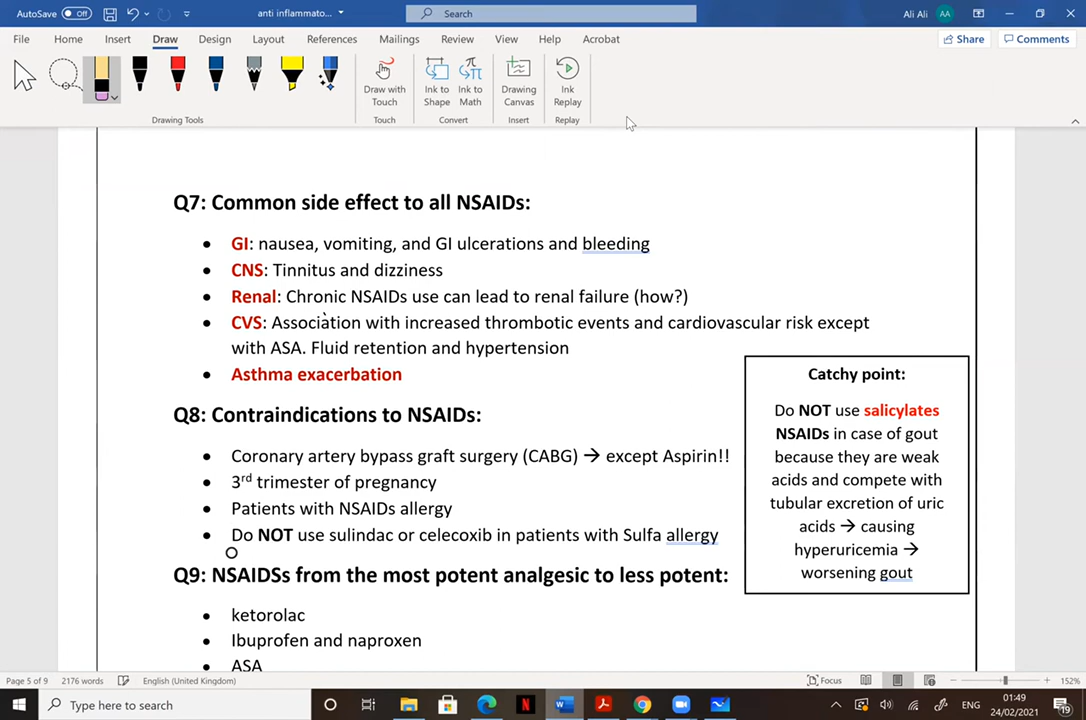 AutoSave Off
anti inflammato...
Search
Ali Ali AA
File Home Insert Draw Design Layout References Mailings Review View Help Acrobat
Share Comments
Draw with Touch
Ink to Shape
Ink to Math
Drawing Canvas
Ink Replay
Drawing Tools Touch Convert Insert Replay
Q7: Common side effect to all NSAIDs:
• GI: nausea, vomiting, and GI ulcerations and bleeding
• CNS: Tinnitus and dizziness
• Renal: Chronic NSAIDs use can lead to renal failure (how?)
• CVS: Association with increased thrombotic events and cardiovascular risk except
with ASA. Fluid retention and hypertension
• Asthma exacerbation
Q8: Contraindications to NSAIDs:
• Coronary artery bypass graft surgery (CABG) → except Aspirin!!
• 3rd trimester of pregnancy
• Patients with NSAIDs allergy
• Do NOT use sulindac or celecoxib in patients with Sulfa allergy
Catchy point:
Do NOT use salicylates
NSAIDs in case of gout
because they are weak
acids and compete with
tubular excretion of uric
acids → causing
hyperuricemia →
worsening gout
Q9: NSAIDSs from the most potent analgesic to less potent:
• ketorolac
• Ibuprofen and naproxen
• ASA
Page 5 of 9 2176 words English (United Kingdom) Focus 152%
Type here to search
ENG
01:49
24/02/2021
19